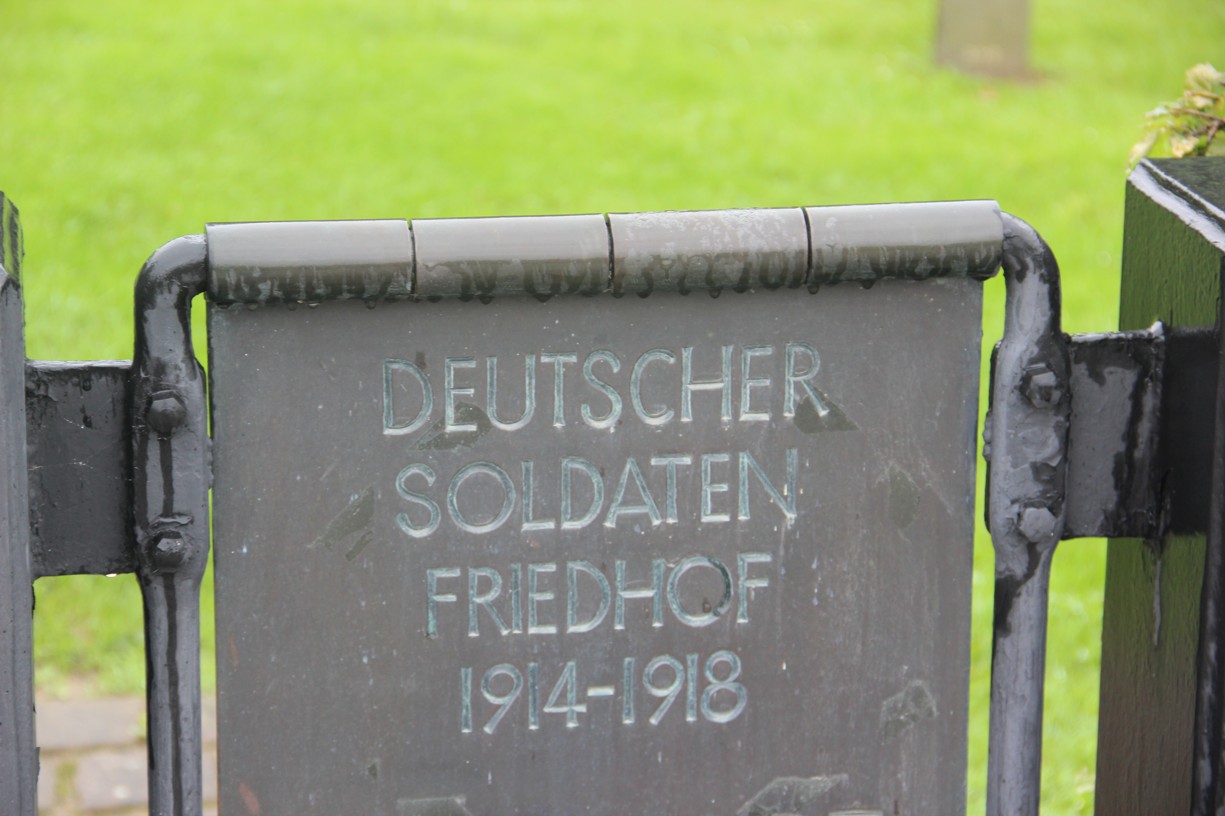 DEUTSCHER
SOLDATEN
FRIEDHOF
1914-1918